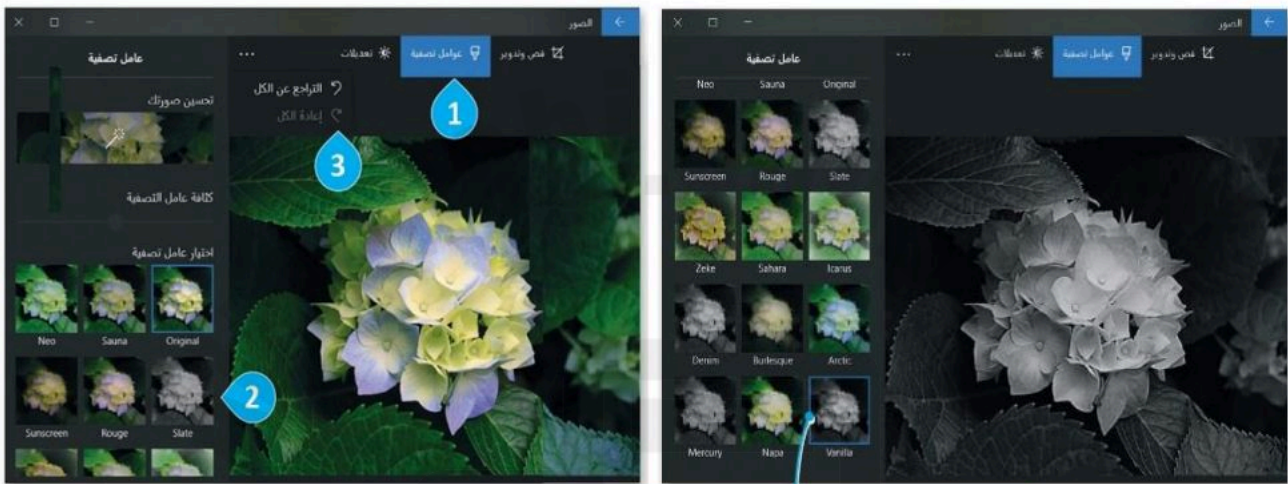 الصور
قص وتدوير
عوامل تصفية
تعديلات
التراجع عن الكل
إعادة الكل
1
3
عامل تصفية
تحسين صورتك
كثافة عامل التصفية
اختيار عامل تصفية
Neo Sauna Original
2
Sunscreen Rouge Slate
الصور
قص وتدوير
عوامل تصفية
تعديلات
عامل تصفية
Neo Sauna Original
Sunscreen Rouge Slate
Zeke Sahara Icarus
Denim Burlesque Arctic
Mercury Napa Vanilla